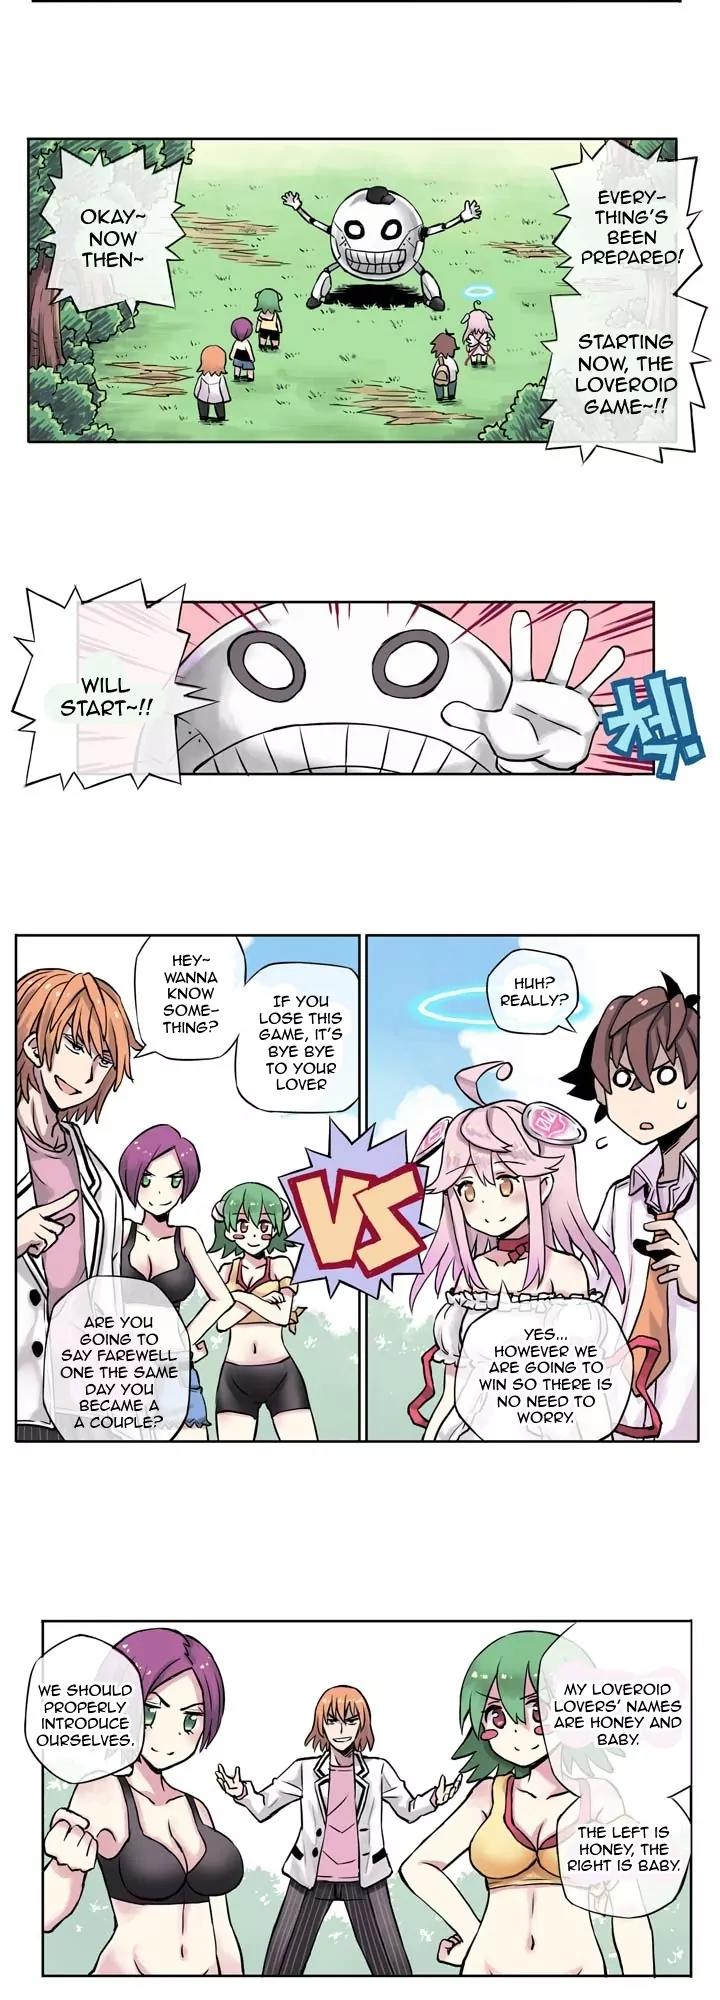 OKAY~
NOW
THEN~
EVERY-
THING'S
BEEN
PREPARED!
STARTING
NOW, THE
LOVEROID
GAME~!!
WILL
START~!!
척!
HEY~
WANNA
KNOW
SOME-
THING?
IF YOU
LOSE THIS
GAME, IT'S
BYE BYE
TO YOUR
LOVER
ARE YOU
GOING TO
SAY FAREWELL
ONE THE SAME
DAY YOU
BECAME A
A COUPLE?
VS
HUH?
REALLY?
YES...
HOWEVER WE
ARE GOING TO
WIN SO THERE IS
NO NEED TO
WORRY.
WE SHOULD
PROPERLY
INTRODUCE
OURSELVES.
MY LOVEROID
LOVERS' NAMES
ARE HONEY AND
BABY.
THE LEFT IS
HONEY, THE
RIGHT IS BABY.